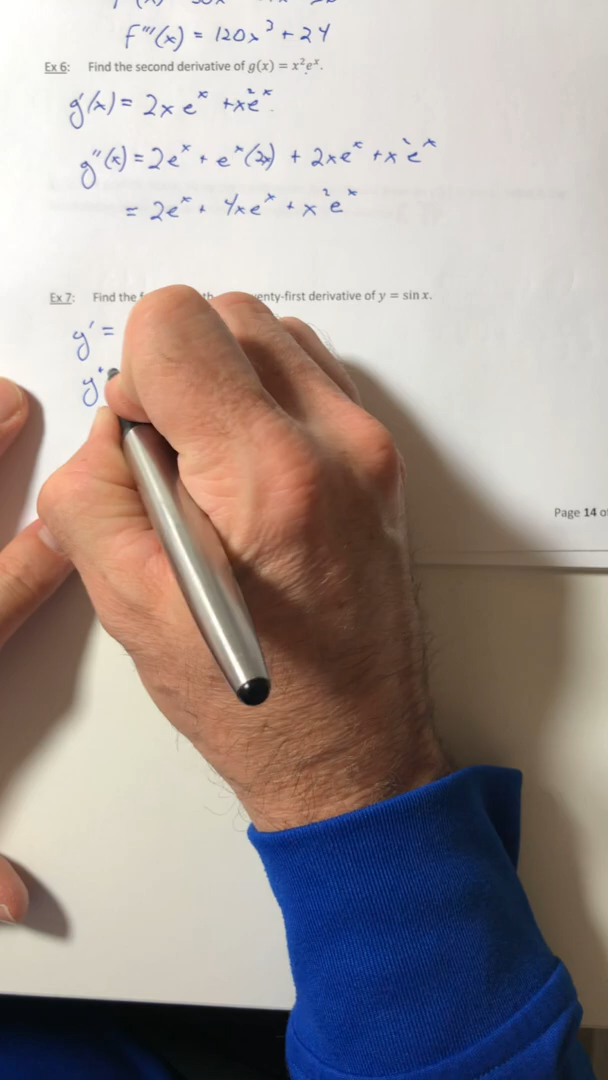 F'''(x) = 120x³ + 24
Ex 6: Find the second derivative of g(x) = x²eˣ.
g'(x) = 2x eˣ + x²eˣ
g''(x) = 2eˣ + eˣ(2x) + 2xeˣ + x²eˣ
= 2eˣ + 4xeˣ + x²eˣ
Ex 7: Find the enty-first derivative of y = sin x.
y' =
y''
Page 14 o